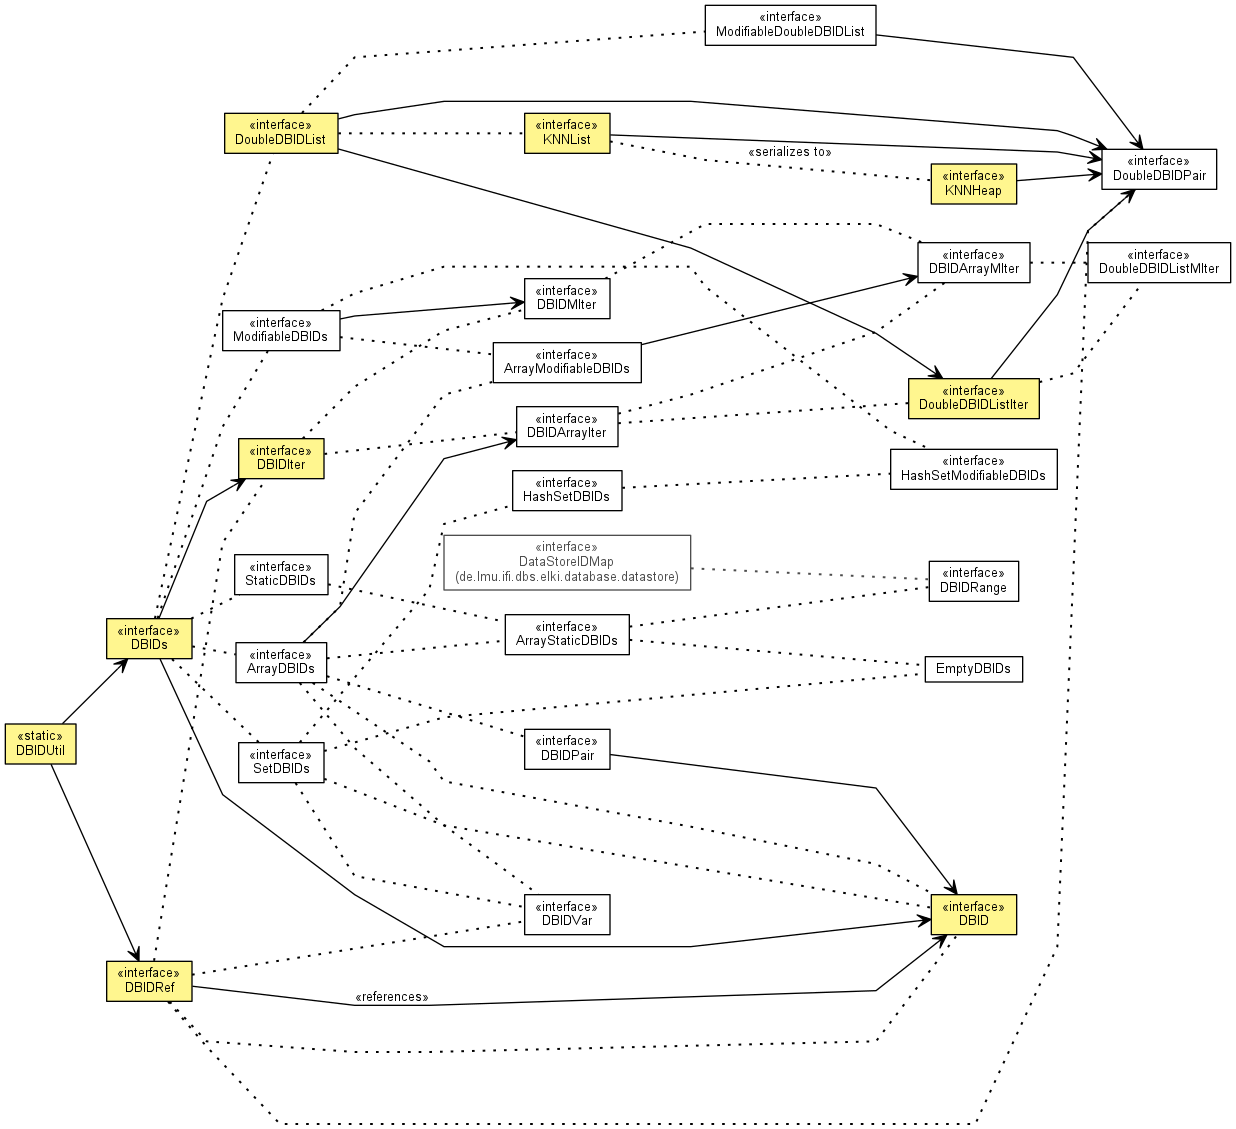 «interface»
ModifiableDoubleDBIDList
«interface»
DoubleDBIDList
«interface»
KNNList
«serializes to»
«interface»
DoubleDBIDPair
«interface»
KNNHeap
«interface»
DBIDArrayMIter
«interface»
DoubleDBIDListMIter
«interface»
DBIDMIter
«interface»
ModifiableDBIDs
«interface»
ArrayModifiableDBIDs
«interface»
DoubleDBIDListIter
«interface»
DBIDArrayIter
«interface»
DBIDIter
«interface»
HashSetModifiableDBIDs
«interface»
HashSetDBIDs
«interface»
DataStoreIDMap
(de.lmu.ifi.dbs.elki.database.datastore)
«interface»
StaticDBIDs
«interface»
DBIDRange
«interface»
DBIDs
«interface»
ArrayStaticDBIDs
«interface»
ArrayDBIDs
EmptyDBIDs
«static»
DBIDUtil
«interface»
SetDBIDs
«interface»
DBIDPair
«interface»
DBIDVar
«interface»
DBID
«interface»
DBIDRef
«references»